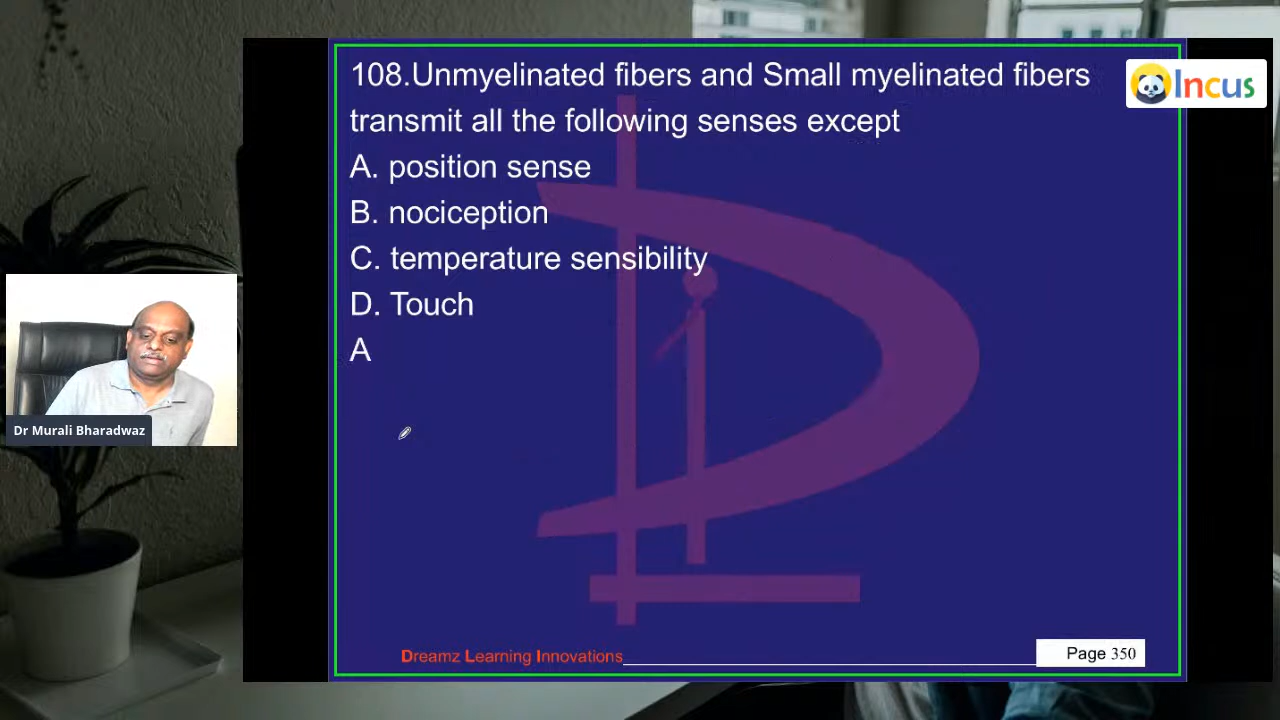 108.Unmyelinated fibers and Small myelinated fibers
transmit all the following senses except
A. position sense
B. nociception
C. temperature sensibility
D. Touch
A
Incus
Dr Murali Bharadwaz
Dreamz Learning Innovations
Page 350